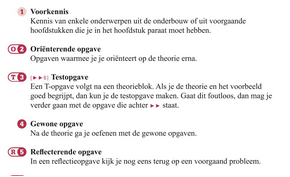 1 Voorkennis
Kennis van enkele onderwerpen uit de onderbouw of uit voorgaande
hoofdstukken die je in het hoofdstuk paraat moet hebben.
O 2 Oriënterende opgave
Opgaven waarmee je je oriënteert op de theorie.
T 3 [►►5] Testopgave
Een T-opgave volgt na een theorieblok. Als je de theorie en het voorbeeld
goed begrijpt, dan kun je de testopgave maken. Gaat dit foutloos, dan mag je
verder gaan met de opgave die achter ►► staat.
4 Gewone opgave
Na de theorie ga je oefenen met de gewone opgaven.
R 5 Reflecterende opgave
In een reflectieopgave kijk je nog eens terug op een voorgaand probleem.